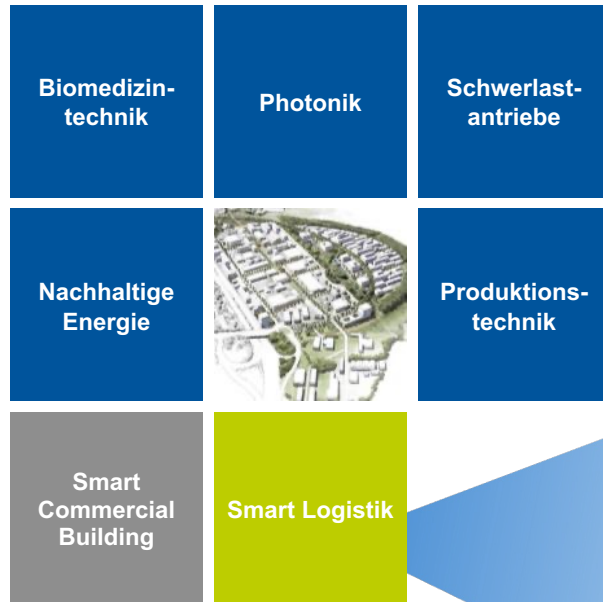 Biomedizin-
technik
Photonik
Schwerlast-
antriebe
Nachhaltige
Energie
Produktions-
technik
Smart
Commercial
Building
Smart Logistik